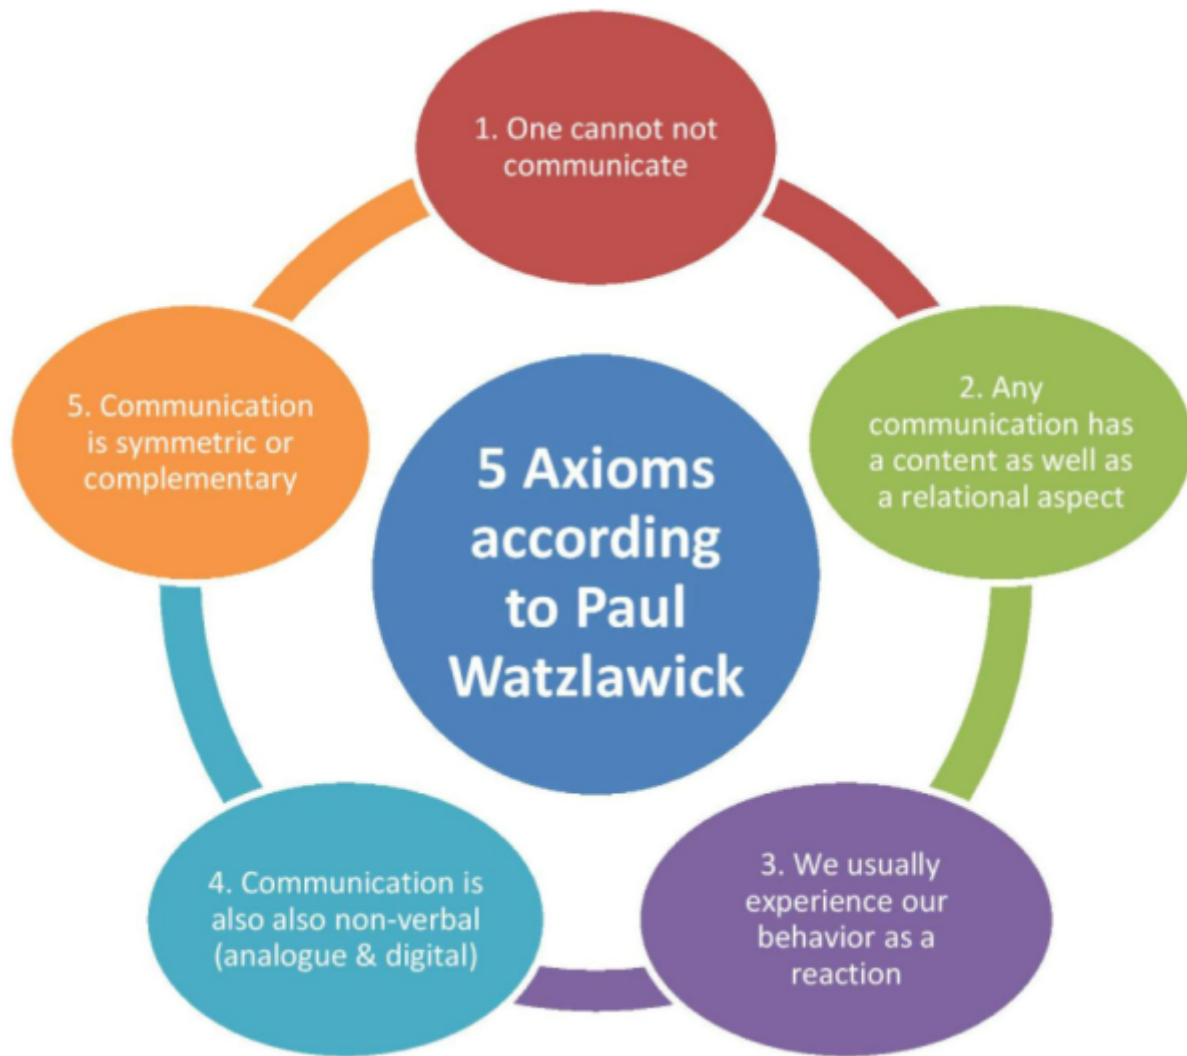 1. One cannot not
communicate
2. Any
communication has
a content as well as
a relational aspect
3. We usually
experience our
behavior as a
reaction
4. Communication is
also also non-verbal
(analogue & digital)
5. Communication
is symmetric or
complementary
5 Axioms
according
to Paul
Watzlawick